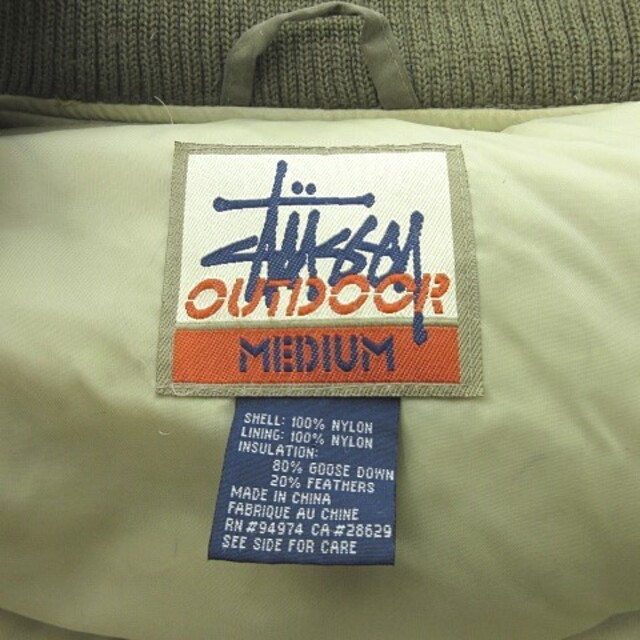 STÜSSY
OUTDOOR
MEDIUM
SHELL: 100% NYLON
LINING: 100% NYLON
INSULATION:
80% GOOSE DOWN
20% FEATHERS
MADE IN CHINA
FABRIQUE AU CHINE
RN #94974 CA #28629
SEE SIDE FOR CARE